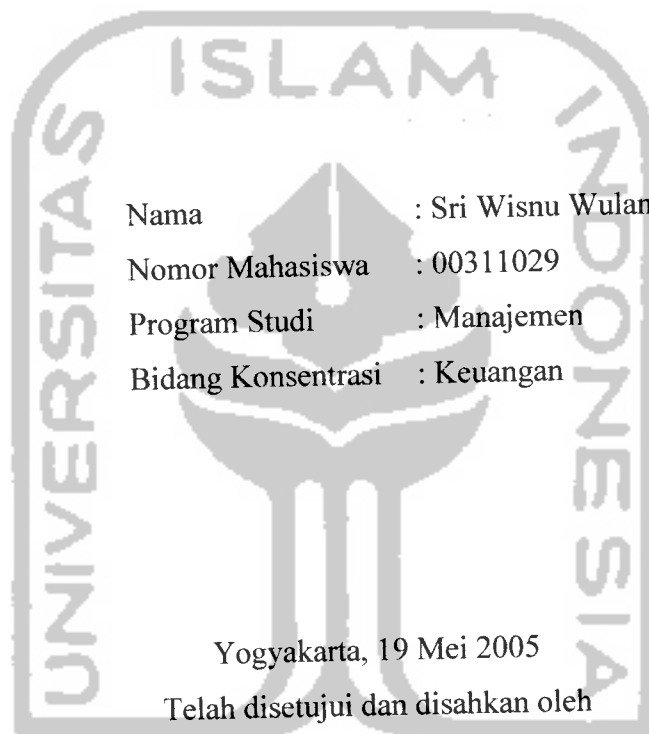 UNIVERSITAS ISLAM INDONESIA
Nama : Sri Wisnu Wulan
Nomor Mahasiswa : 00311029
Program Studi : Manajemen
Bidang Konsentrasi : Keuangan
Yogyakarta, 19 Mei 2005
Telah disetujui dan disahkan oleh